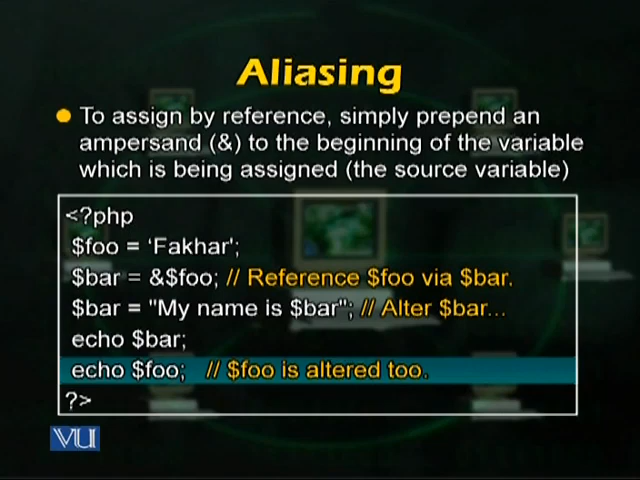 Aliasing
To assign by reference, simply prepend an
ampersand (&) to the beginning of the variable
which is being assigned (the source variable)
<?php
$foo = ‘Fakhar';
$bar = &$foo; // Reference $foo via $bar.
$bar = "My name is $bar"; // Alter $bar...
echo $bar;
echo $foo; // $foo is altered too.
?>
VU